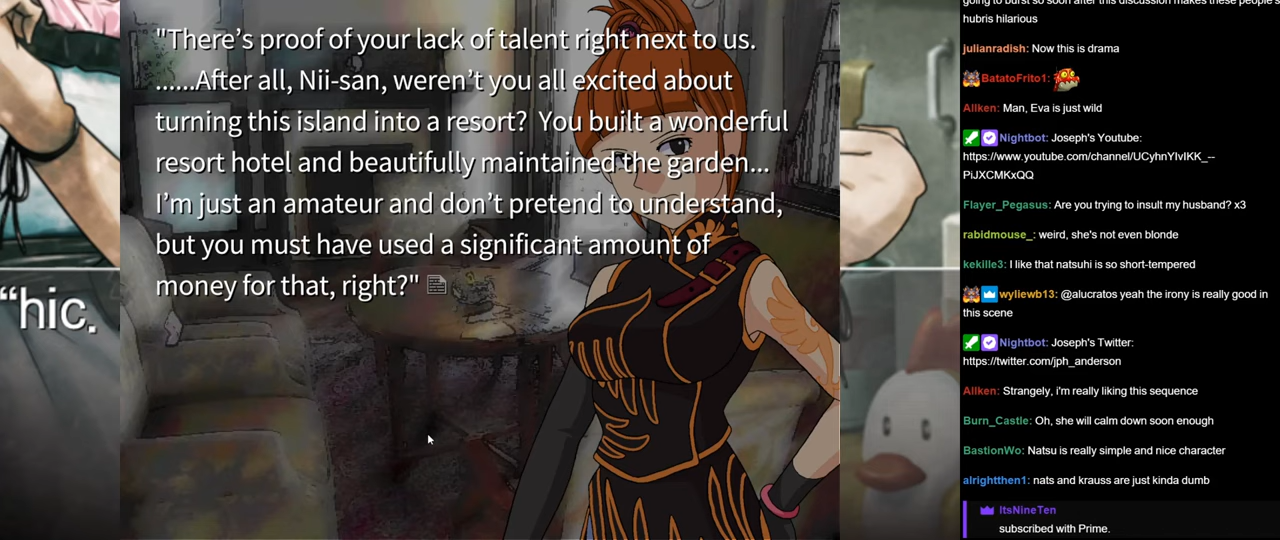 "There's proof of your lack of talent right next to us.
......After all, Nii-san, weren't you all excited about
turning this island into a resort?  You built a wonderful
resort hotel and beautifully maintained the garden...
I'm just an amateur and don't pretend to understand,
but you must have used a significant amount of
money for that, right?"
"hic.
going to burst so soon after this discussion makes these people's
hubris hilarious
julianradish: Now this is drama
BatatoFrito1:
Allken: Man, Eva is just wild
Nightbot: Joseph's Youtube:
https://www.youtube.com/channel/UCyhnYIvIKK_--
PiJXCMKxQQ
Flayer_Pegasus: Are you trying to insult my husband? x3
rabidmouse_: weird, she's not even blonde
kekille3: I like that natsuhi is so short-tempered
wyliewb13: @alucratos yeah the irony is really good in
this scene
Nightbot: Joseph's Twitter:
https://twitter.com/jph_anderson
Allken: Strangely, i'm really liking this sequence
Burn_Castle: Oh, she will calm down soon enough
BastionWo: Natsu is really simple and nice character
alrightthen1: nats and krauss are just kinda dumb
ItsNineTen
subscribed with Prime.